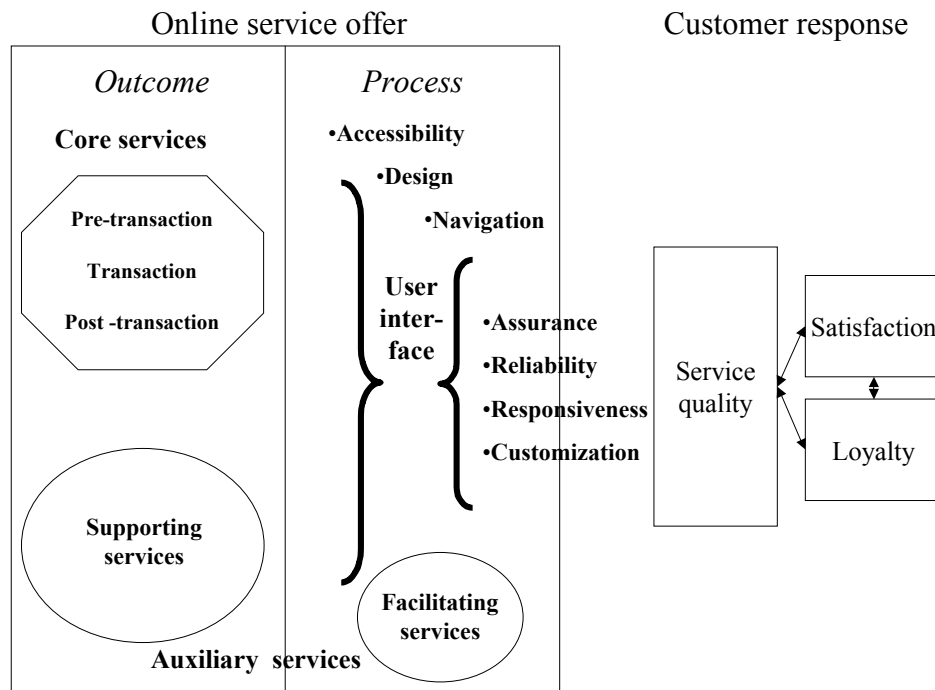 Online service offer
Customer response
Outcome
Process
Core services
•Accessibility
•Design
•Navigation
Pre-transaction
Transaction
Post -transaction
User
inter-
face
•Assurance
•Reliability
•Responsiveness
•Customization
Service
quality
Satisfaction
Loyalty
Supporting
services
Facilitating
services
Auxiliary services